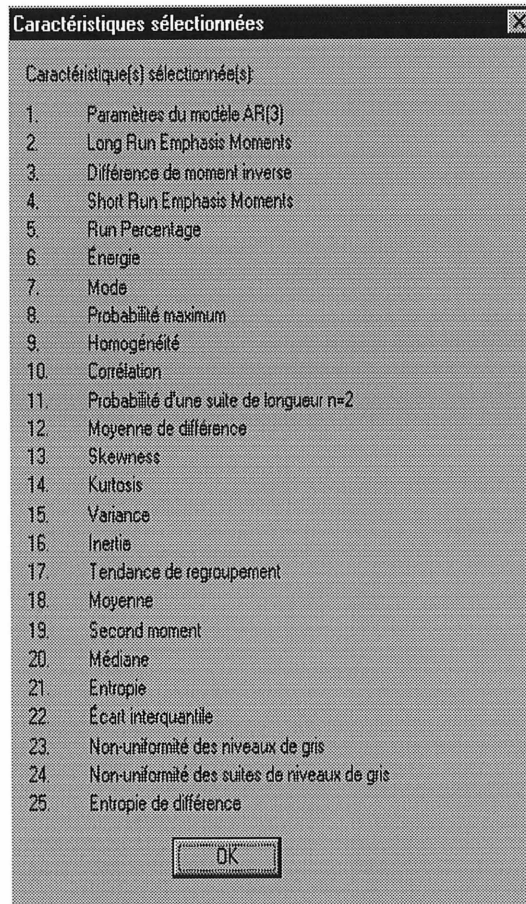 Caractéristiques sélectionnées
Caractéristique(s) sélectionnée(s):
1. Paramètres du modèle AR(3)
2. Long Run Emphasis Moments
3. Différence de moment inverse
4. Short Run Emphasis Moments
5. Run Percentage
6. Énergie
7. Mode
8. Probabilité maximum
9. Homogénéité
10. Corrélation
11. Probabilité d'une suite de longueur n=2
12. Moyenne de différence
13. Skewness
14. Kurtosis
15. Variance
16. Inertie
17. Tendance de regroupement
18. Moyenne
19. Second moment
20. Médiane
21. Entropie
22. Écart interquantile
23. Non-uniformité des niveaux de gris
24. Non-uniformité des suites de niveaux de gris
25. Entropie de différence
OK